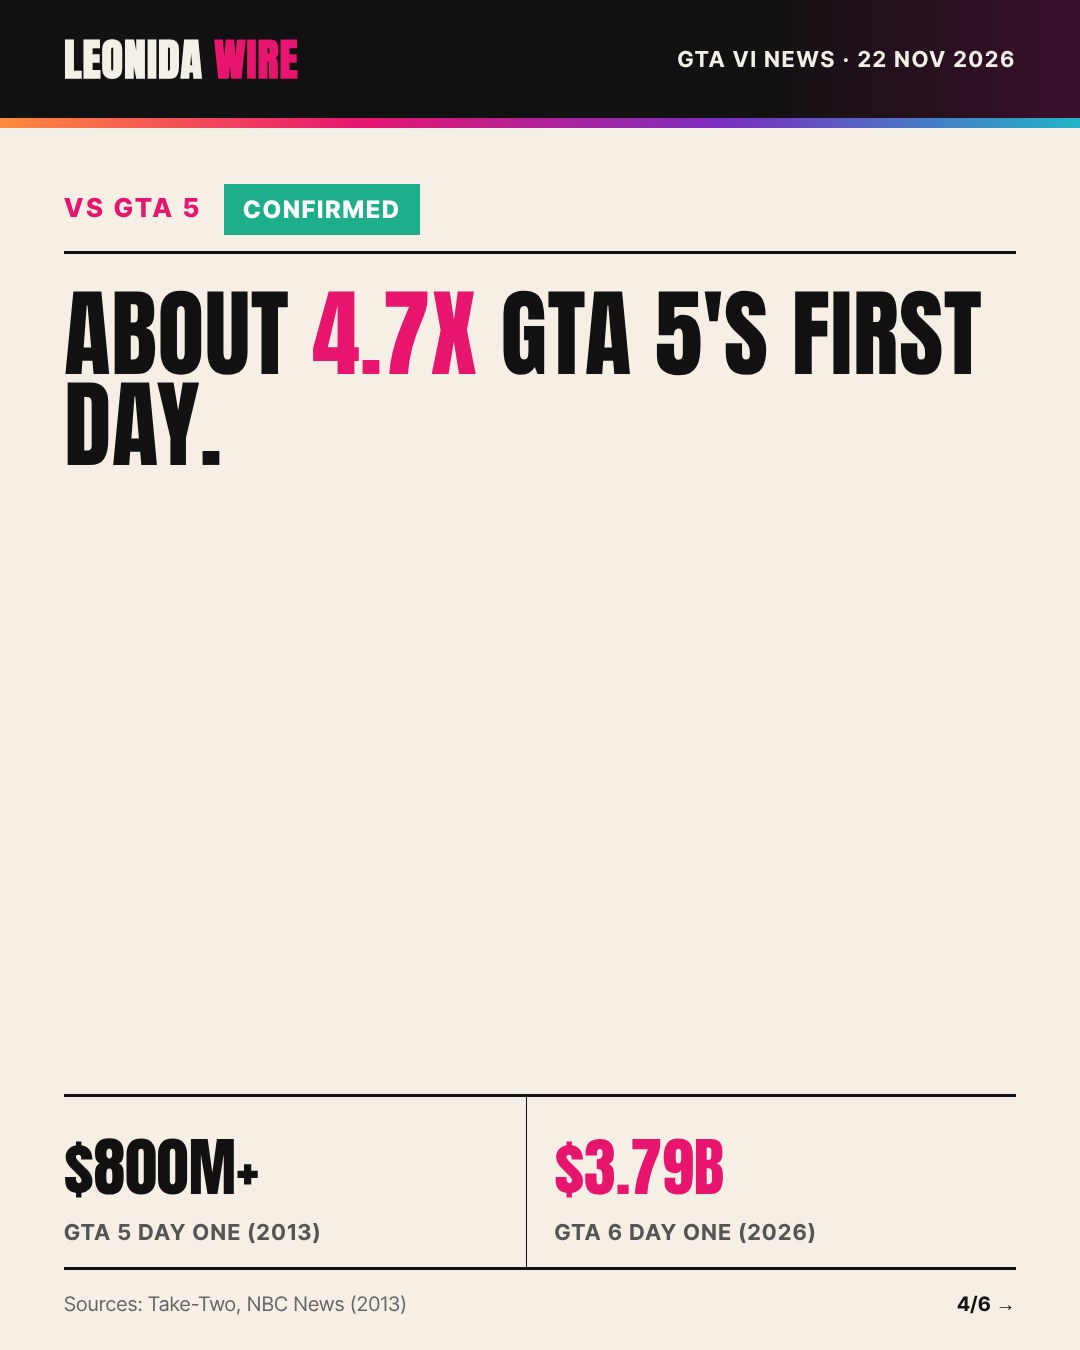 LEONIDA WIRE
GTA VI NEWS · 22 NOV 2026
VS GTA 5
CONFIRMED
ABOUT 4.7X GTA 5'S FIRST
DAY.
$800M+
GTA 5 DAY ONE (2013)
$3.79B
GTA 6 DAY ONE (2026)
Sources: Take-Two, NBC News (2013)
4/6 →